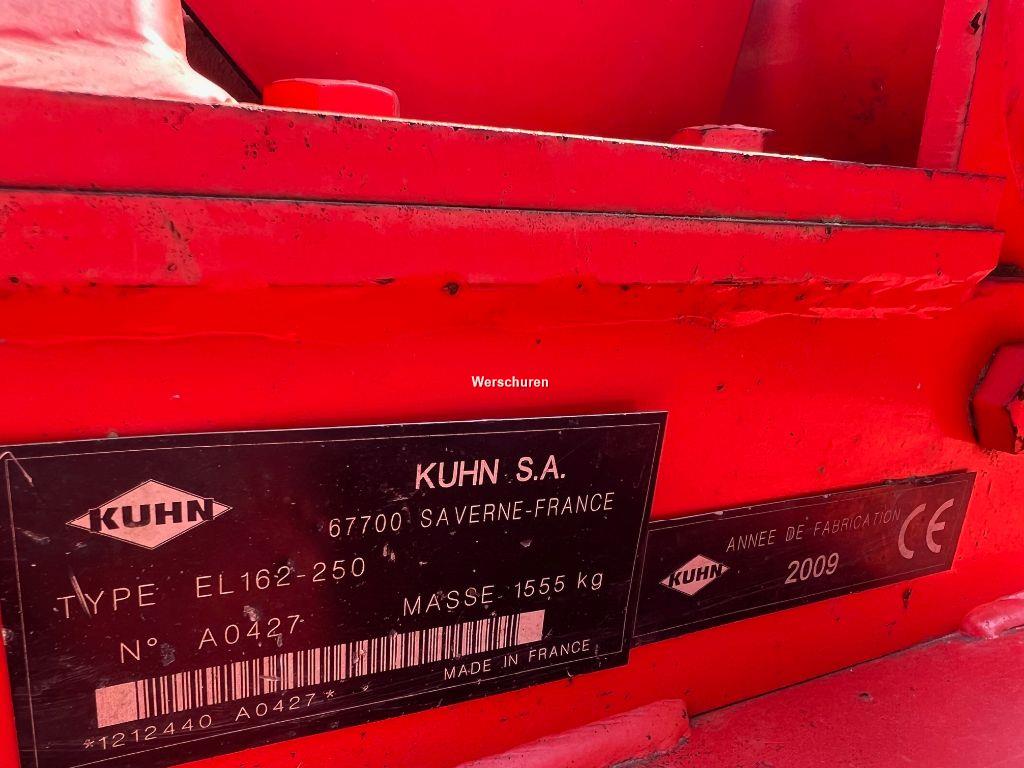 Werschuren
KUHN
KUHN S.A.
67700 SAVERNE-FRANCE
TYPE EL162-250
MASSE 1555 kg
N° A0427
MADE IN FRANCE
*1212440 A0427*
KUHN
ANNEE DE FABRICATION
2009
CE